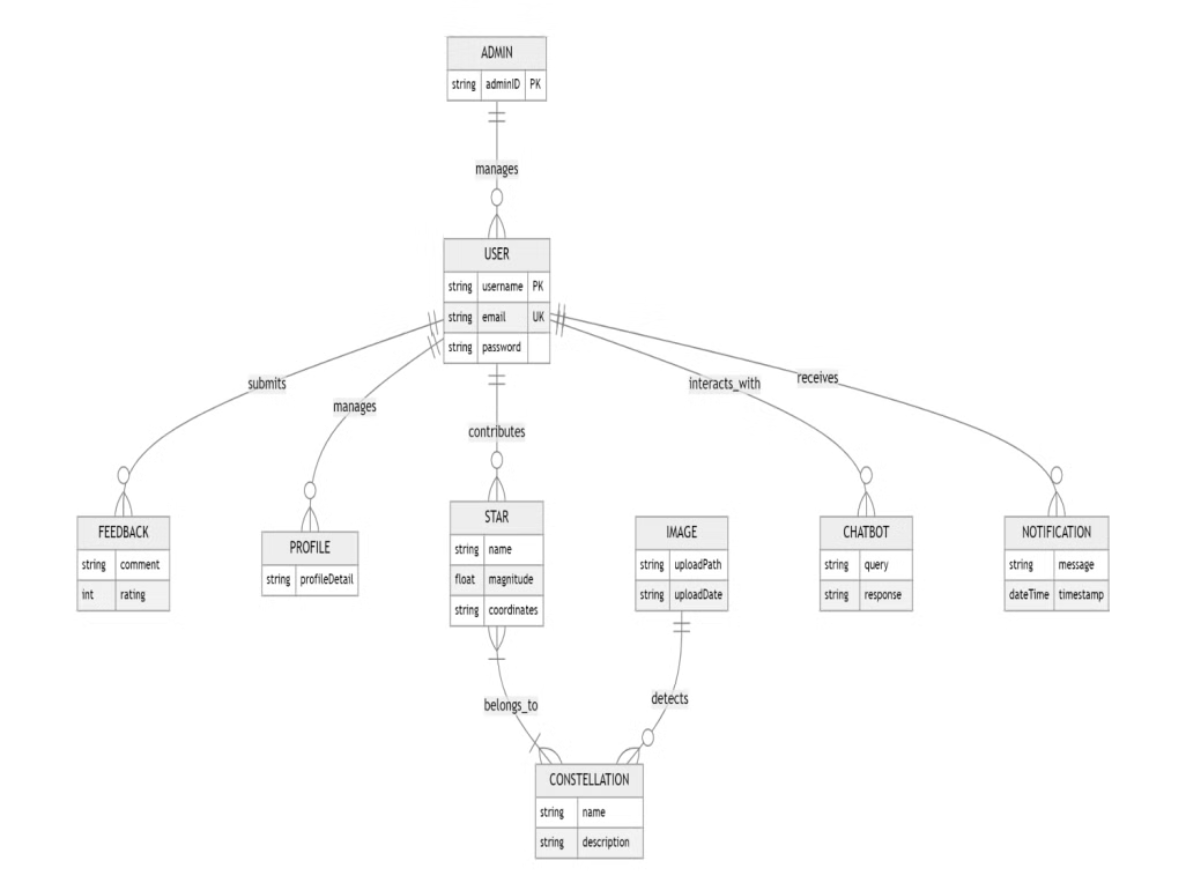 ADMIN
string adminID PK
manages
USER
string username PK
string email UK
string password
submits
manages
contributes
interacts_with
receives
FEEDBACK
string comment
int rating
PROFILE
string profileDetail
STAR
string name
float magnitude
string coordinates
IMAGE
string uploadPath
string uploadDate
CHATBOT
string query
string response
NOTIFICATION
string message
dateTime timestamp
belongs_to
detects
CONSTELLATION
string name
string description